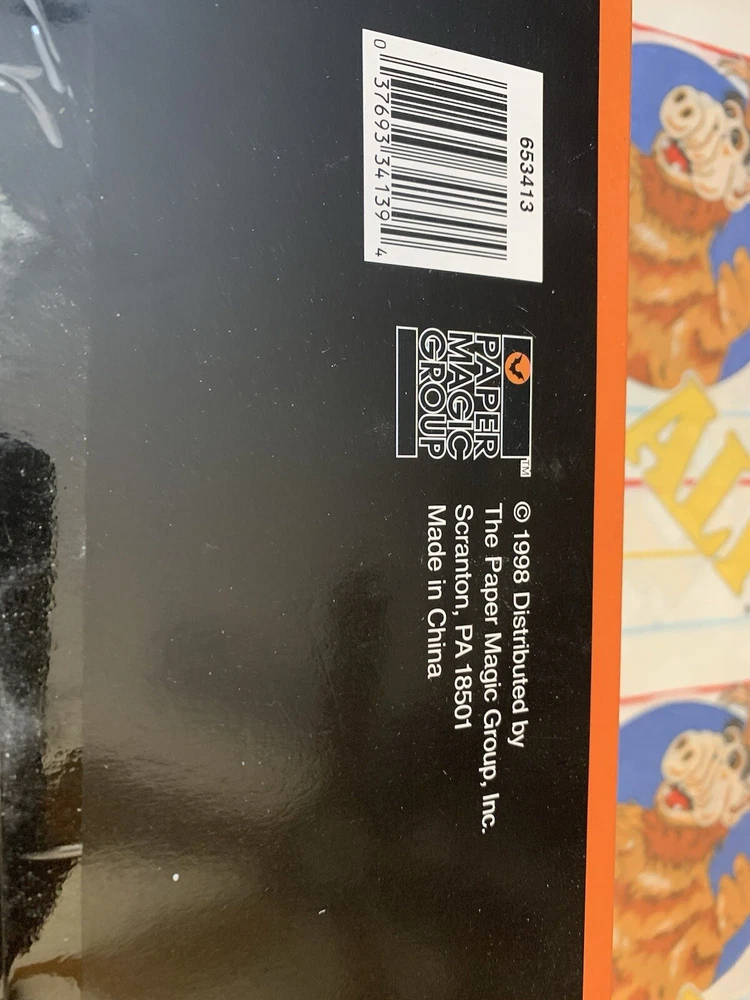 653413
0 37693 34139 4
PAPER
MAGIC
GROUP
TM
© 1998 Distributed by
The Paper Magic Group, Inc.
Scranton, PA 18501
Made in China
ALF